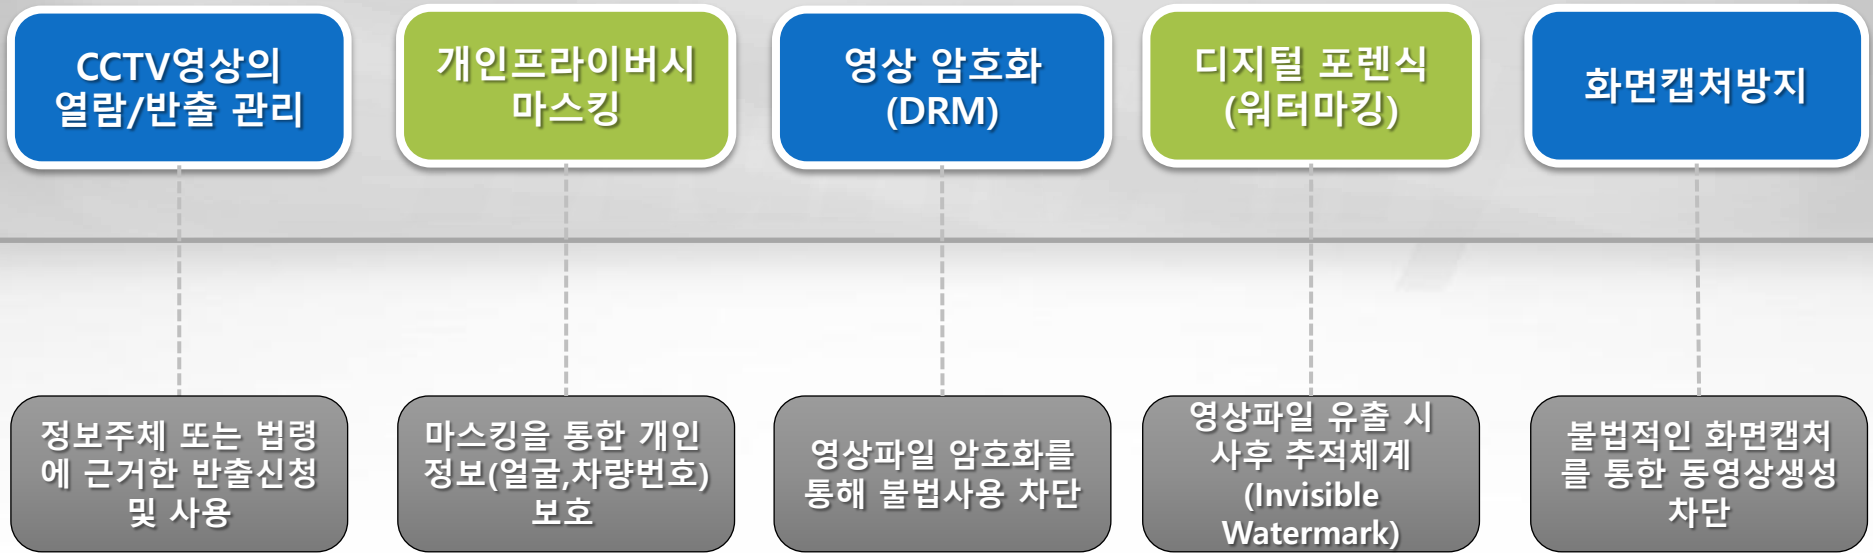 CCTV영상의
열람/반출 관리
개인프라이버시
마스킹
영상 암호화
(DRM)
디지털 포렌식
(워터마킹)
화면캡처방지
정보주체 또는 법령
에 근거한 반출신청
및 사용
마스킹을 통한 개인
정보(얼굴,차량번호)
보호
영상파일 암호화를
통해 불법사용 차단
영상파일 유출 시
사후 추적체계
(Invisible
Watermark)
불법적인 화면캡처
를 통한 동영상생성
차단